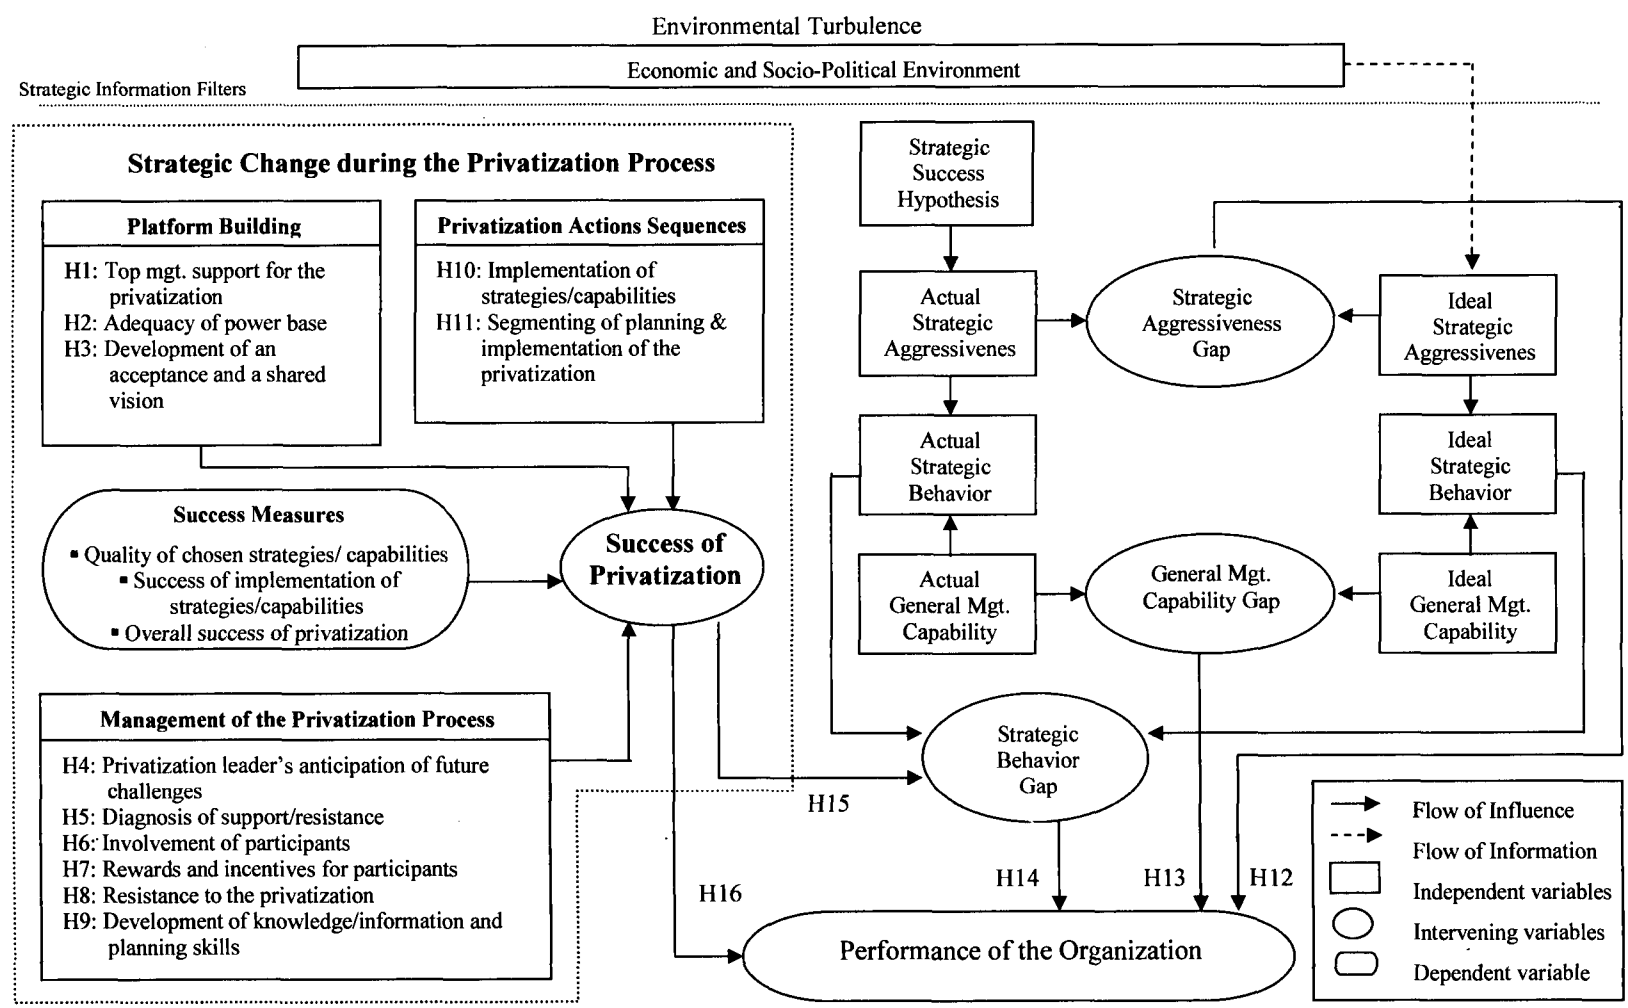 Environmental Turbulence
Economic and Socio-Political Environment
Strategic Information Filters
Strategic Change during the Privatization Process
Platform Building
H1: Top mgt. support for the
privatization
H2: Adequacy of power base
H3: Development of an
acceptance and a shared
vision
Privatization Actions Sequences
H10: Implementation of
strategies/capabilities
H11: Segmenting of planning &
implementation of the
privatization
Success Measures
▪ Quality of chosen strategies/ capabilities
▪ Success of implementation of
strategies/capabilities
▪ Overall success of privatization
Success of
Privatization
Management of the Privatization Process
H4: Privatization leader's anticipation of future
challenges
H5: Diagnosis of support/resistance
H6: Involvement of participants
H7: Rewards and incentives for participants
H8: Resistance to the privatization
H9: Development of knowledge/information and
planning skills
Strategic
Success
Hypothesis
Actual
Strategic
Aggressivenes
Strategic
Aggressiveness
Gap
Ideal
Strategic
Aggressivenes
Actual
Strategic
Behavior
Ideal
Strategic
Behavior
Actual
General Mgt.
Capability
General Mgt.
Capability Gap
Ideal
General Mgt.
Capability
Strategic
Behavior
Gap
H15
H14
H13
H12
H16
Performance of the Organization
Flow of Influence
Flow of Information
Independent variables
Intervening variables
Dependent variable